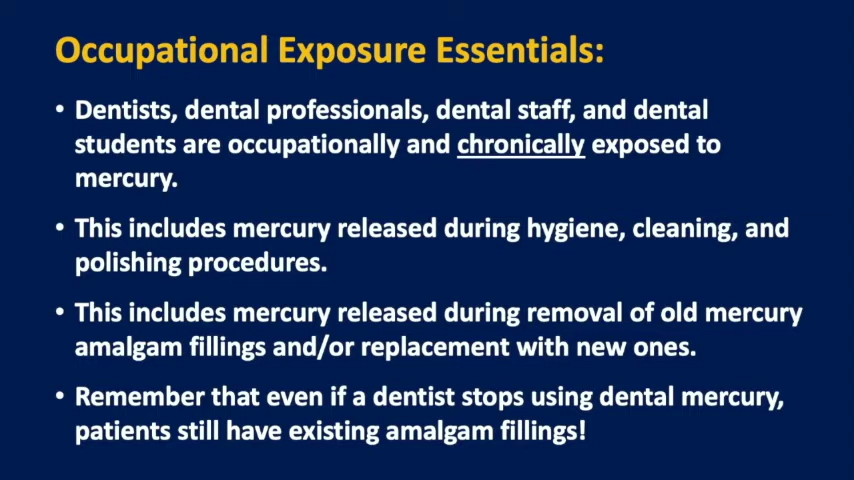 Occupational Exposure Essentials:
• Dentists, dental professionals, dental staff, and dental
students are occupationally and chronically exposed to
mercury.
• This includes mercury released during hygiene, cleaning, and
polishing procedures.
• This includes mercury released during removal of old mercury
amalgam fillings and/or replacement with new ones.
• Remember that even if a dentist stops using dental mercury,
patients still have existing amalgam fillings!